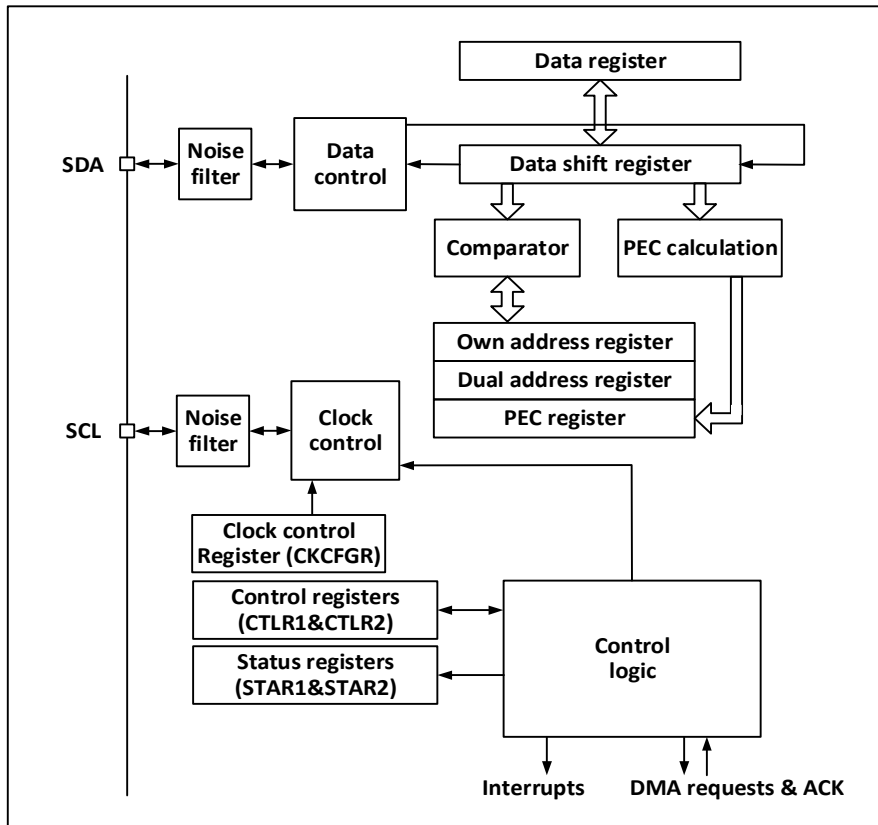 Data register
SDA
Noise
filter
Data
control
Data shift register
Comparator
PEC calculation
Own address register
Dual address register
PEC register
SCL
Noise
filter
Clock
control
Clock control
Register (CKCFGR)
Control registers
(CTLR1&CTLR2)
Status registers
(STAR1&STAR2)
Control
logic
Interrupts
DMA requests & ACK